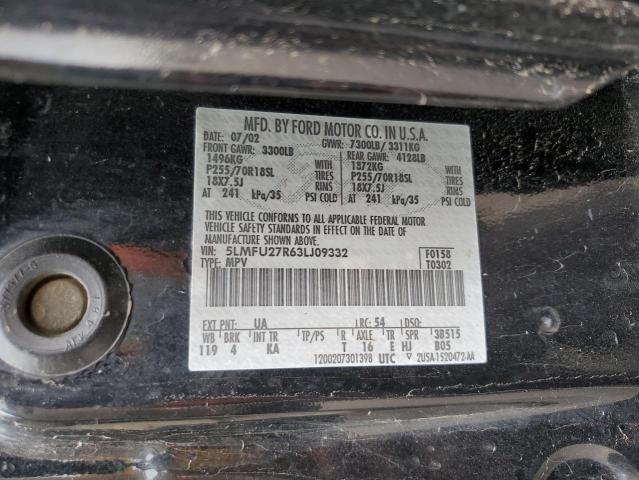 MFD. BY FORD MOTOR CO. IN U.S.A.
DATE: 07/02 GVWR: 7300LB/ 3311KG
FRONT GAWR: 3300LB REAR GAWR: 4128LB
1496KG WITH 1372KG WITH
P255/70R18SL TIRES P255/70R18SL TIRES
18X7.5J RIMS 18X7.5J RIMS
AT 241 kPa/35 PSI COLD AT 241 kPa/35 PSI COLD
THIS VEHICLE CONFORMS TO ALL APPLICABLE FEDERAL MOTOR
VEHICLE SAFETY STANDARDS IN EFFECT ON THE DATE OF MANUFACTURE
SHOWN ABOVE.
VIN: 5LMFU27R63LJ09332 F0158
TYPE: MPV T0302
EXT PNT: UA RC: 54 DSO:
WB BRK INT TR TP/PS R AXLE TR SPR 3B515
119 4 KA T 16 E HJ B05
1200207301398 UTC ▽ 2USA1520472-AA